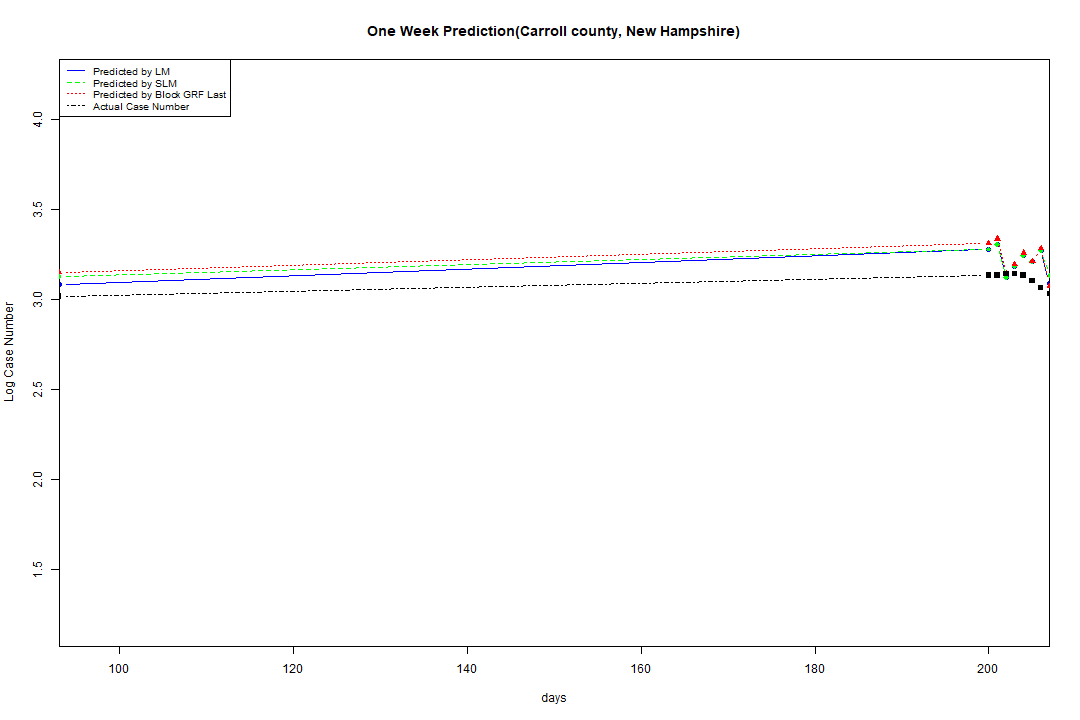 One Week Prediction(Carroll county, New Hampshire)
Predicted by LM
Predicted by SLM
Predicted by Block GRF Last
Actual Case Number
Log Case Number
4.0
3.5
3.0
2.5
2.0
1.5
100 120 140 160 180 200
days